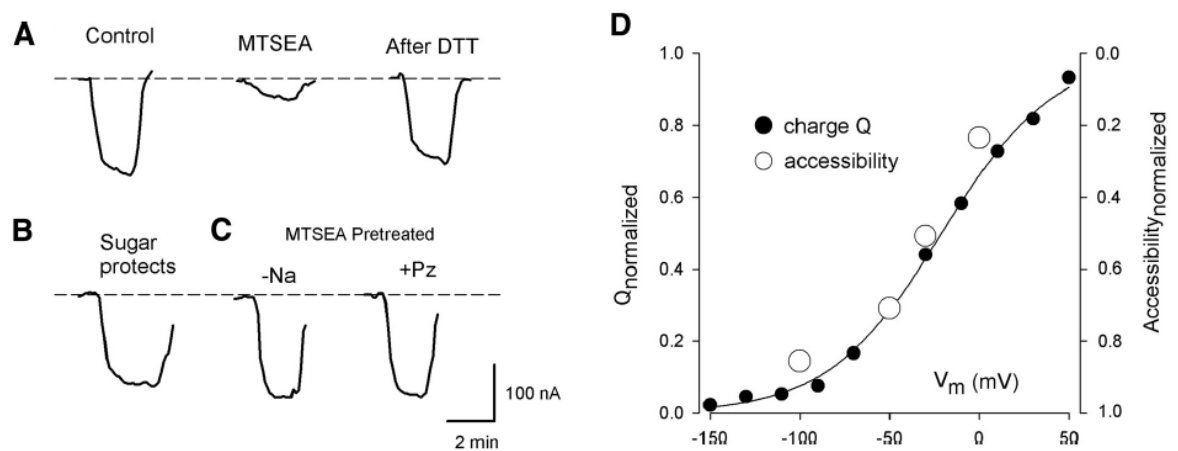 A
Control
MTSEA
After DTT
B
Sugar
protects
C
MTSEA Pretreated
-Na
+Pz
100 nA
2 min
D
1.0
0.8
0.6
0.4
0.2
0.0
Qnormalized
charge Q
accessibility
0.0
0.2
0.4
0.6
0.8
1.0
Accessibilitynormalized
Vm (mV)
-150
-100
-50
0
50